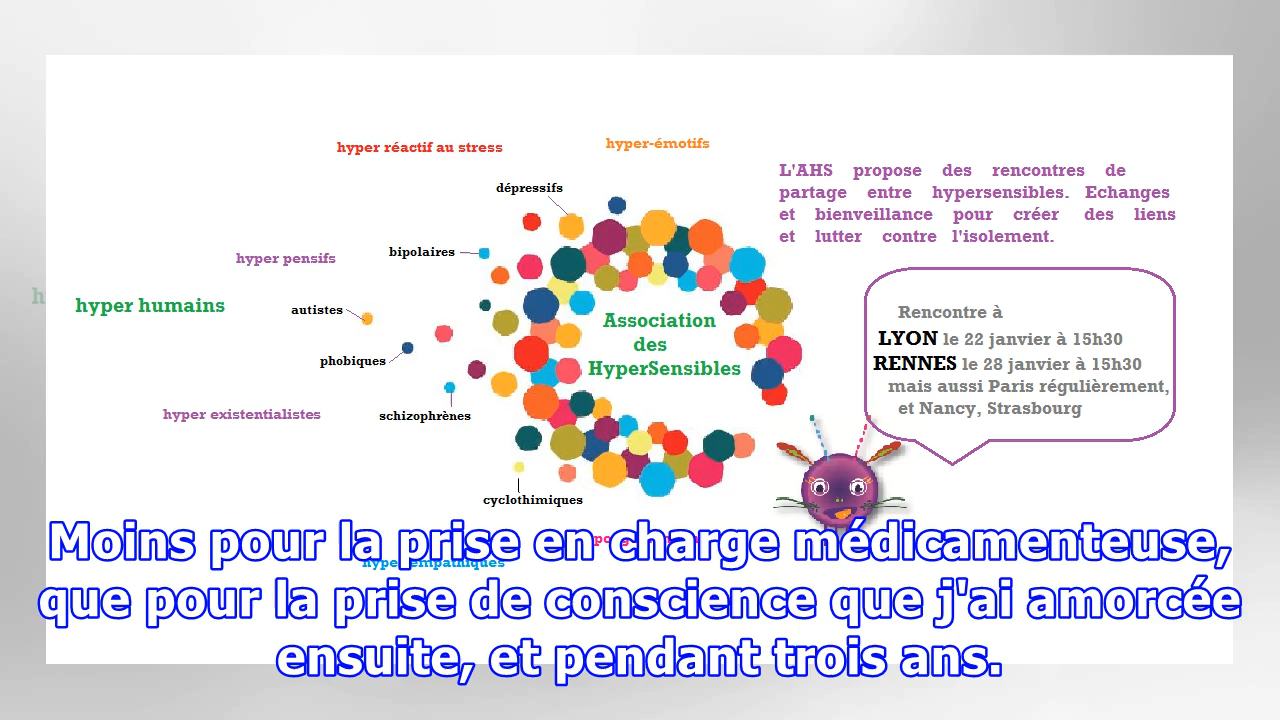 hyper réactif au stress
hyper-émotifs
L'AHS propose des rencontres de
partage entre hypersensibles. Echanges
et bienveillance pour créer des liens
et lutter contre l'isolement.
dépressifs
bipolaires
hyper pensifs
hyper humains
autistes
phobiques
hyper existentialistes
schizophrènes
cyclothimiques
Association
des
HyperSensibles
Rencontre à
LYON le 22 janvier à 15h30
RENNES le 28 janvier à 15h30
mais aussi Paris régulièrement,
et Nancy, Strasbourg
hyper empathiques
Moins pour la prise en charge médicamenteuse,
que pour la prise de conscience que j'ai amorcée
ensuite, et pendant trois ans.